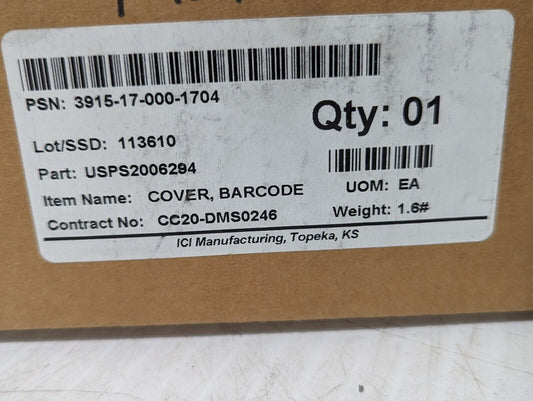 PSN: 3915-17-000-1704
Qty: 01
Lot/SSD: 113610
Part: USPS2006294
Item Name: COVER, BARCODE
UOM: EA
Contract No: CC20-DMS0246
Weight: 1.6#
ICI Manufacturing, Topeka, KS